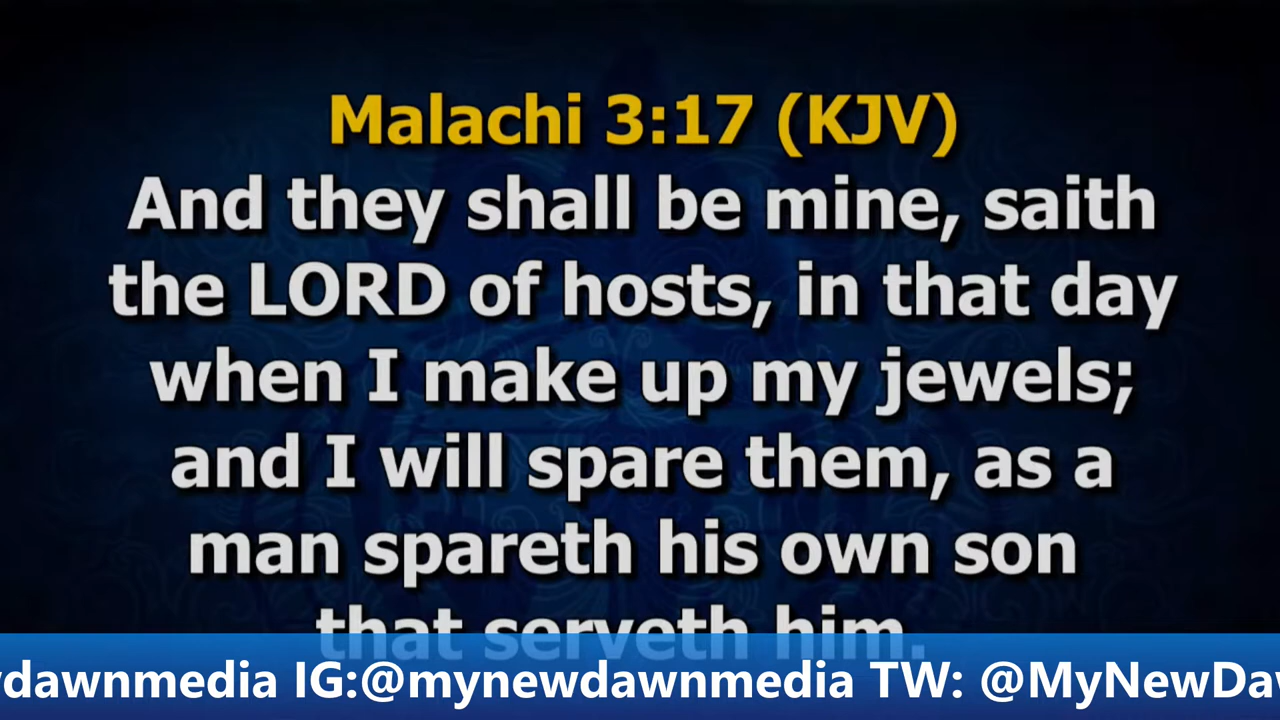 Malachi 3:17 (KJV)
And they shall be mine, saith
the LORD of hosts, in that day
when I make up my jewels;
and I will spare them, as a
man spareth his own son
that serveth him.
ydawnmedia IG:@mynewdawnmedia TW: @MyNewDaw